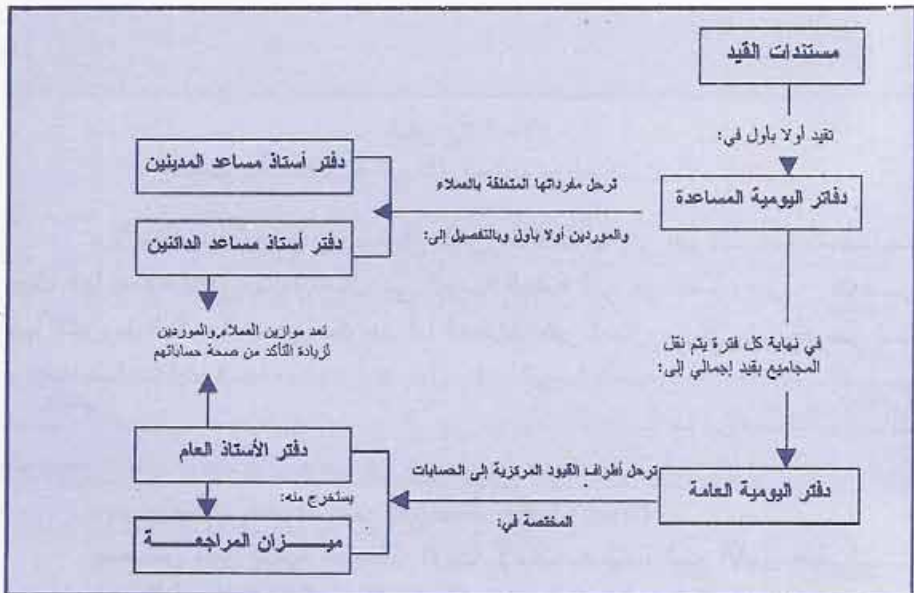 مستندات القيد
تقيد أولا بأول في:
دفاتر اليومية المساعدة
ترحل مفرداتها المتعلقة بالعملاء
والموردين أولا بأول وبالتفصيل إلى:
دفتر أستاذ مساعد المدينين
دفتر أستاذ مساعد الدائنين
تعد موازين العملاء والموردين
لزيادة التأكد من صحة حساباتهم
في نهاية كل فترة يتم نقل
المجاميع بقيد إجمالي إلى:
دفتر اليومية العامة
ترحل أطراف القيود المركزية إلى الحسابات
المختصة في:
دفتر الأستاذ العام
يستخرج منه:
ميزان المراجعة